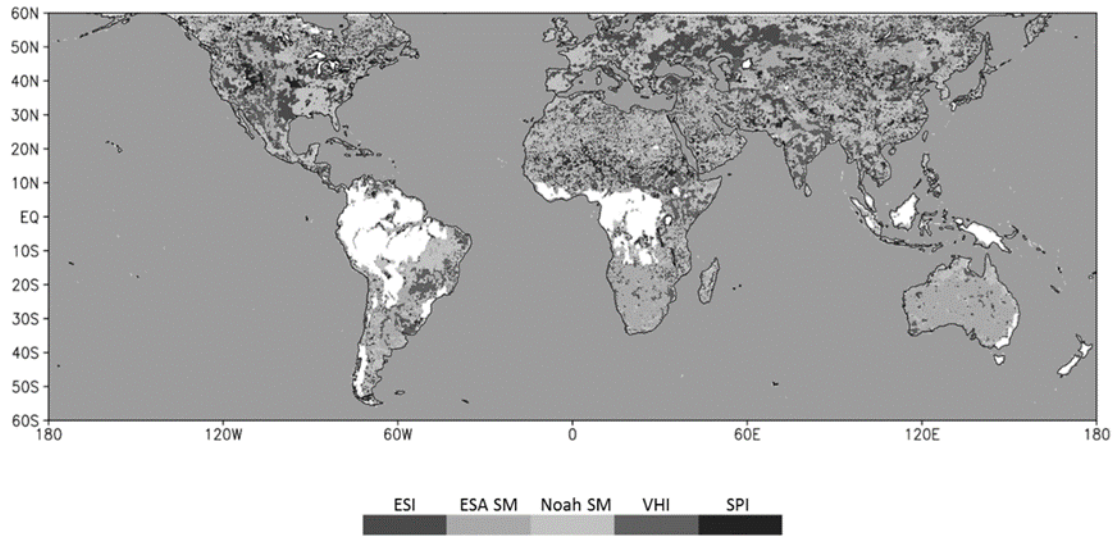 60N
50N
40N
30N
20N
10N
EQ
10S
20S
30S
40S
50S
60S
180 120W 60W 0 60E 120E 180
ESI ESA SM Noah SM VHI SPI